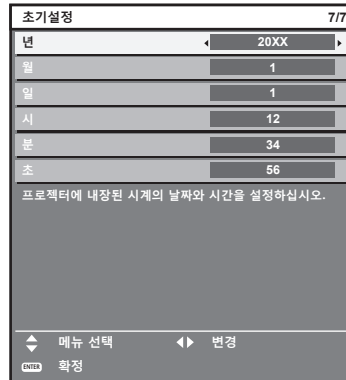 초기설정 7/7
년 20XX
월 1
일 1
시 12
분 34
초 56
프로젝터에 내장된 시계의 날짜와 시간을 설정하십시오.
메뉴 선택 변경
ENTER 확정